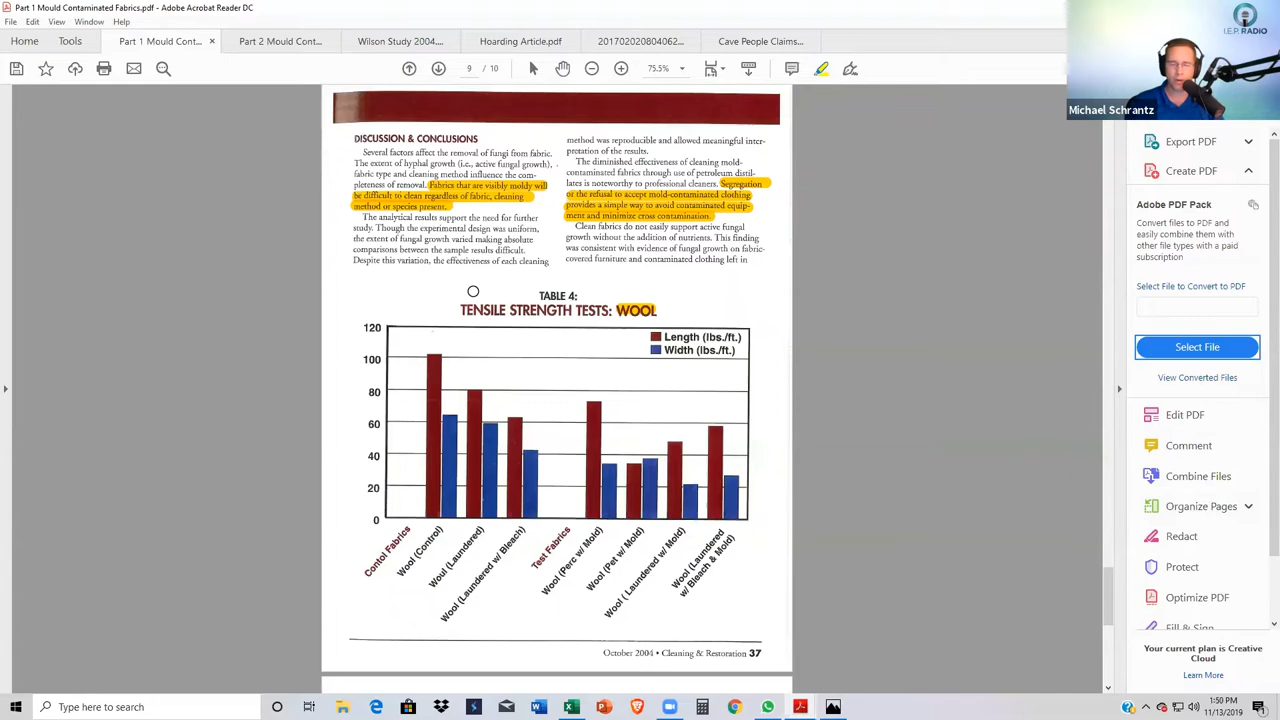 Part 1 Mould Contaminated Fabrics.pdf - Adobe Acrobat Reader DC
File Edit View Window Help
Home Tools Part 1 Mould Cont... × Part 2 Mould Cont... Wilson Study 2004.... Hoarding Article.pdf 201702020804062... Cave People Claims...
9 / 10 75.5%
I.E.P. RADIO
Michael Schrantz
DISCUSSION & CONCLUSIONS
Several factors affect the removal of fungi from fabric.
The extent of hyphal growth (i.e., active fungal growth),
fabric type and cleaning method influence the com-
pleteness of removal. Fabrics that are visibly moldy will
be difficult to clean regardless of fabric, cleaning
method or species present.
The analytical results support the need for further
study. Though the experimental design was uniform,
the extent of fungal growth varied making absolute
comparisons between the sample results difficult.
Despite this variation, the effectiveness of each cleaning
method was reproducible and allowed meaningful inter-
pretation of the results.
The diminished effectiveness of cleaning mold-
contaminated fabrics through use of petroleum distil-
lates is noteworthy to professional cleaners. Segregation
or the refusal to accept mold-contaminated clothing
provides a simple way to avoid contaminated equip-
ment and minimize cross contamination.
Clean fabrics do not easily support active fungal
growth without the addition of nutrients. This finding
was consistent with evidence of fungal growth on fabric-
covered furniture and contaminated clothing left in
TABLE 4:
TENSILE STRENGTH TESTS: WOOL
Length (lbs./ft.)
Width (lbs./ft.)
120
100
80
60
40
20
0
Contol Fabrics
Wool (Control)
Wool (Laundered)
Wool (Laundered w/ Bleach)
Test Fabrics
Wool (Perc w/ Mold)
Wool (Pet w/ Mold)
Wool ( Laundered w/ Mold)
Wool (Laundered
w/ Bleach & Mold)
October 2004 • Cleaning & Restoration 37
Export PDF
Create PDF
Adobe PDF Pack
Convert files to PDF and
easily combine them with
other file types with a paid
subscription
Select File to Convert to PDF
Select File
View Converted Files
Edit PDF
Comment
Combine Files
Organize Pages
Redact
Protect
Optimize PDF
Fill & Sign
Your current plan is Creative
Cloud
Learn More
Type here to search
1:50 PM
11/13/2019